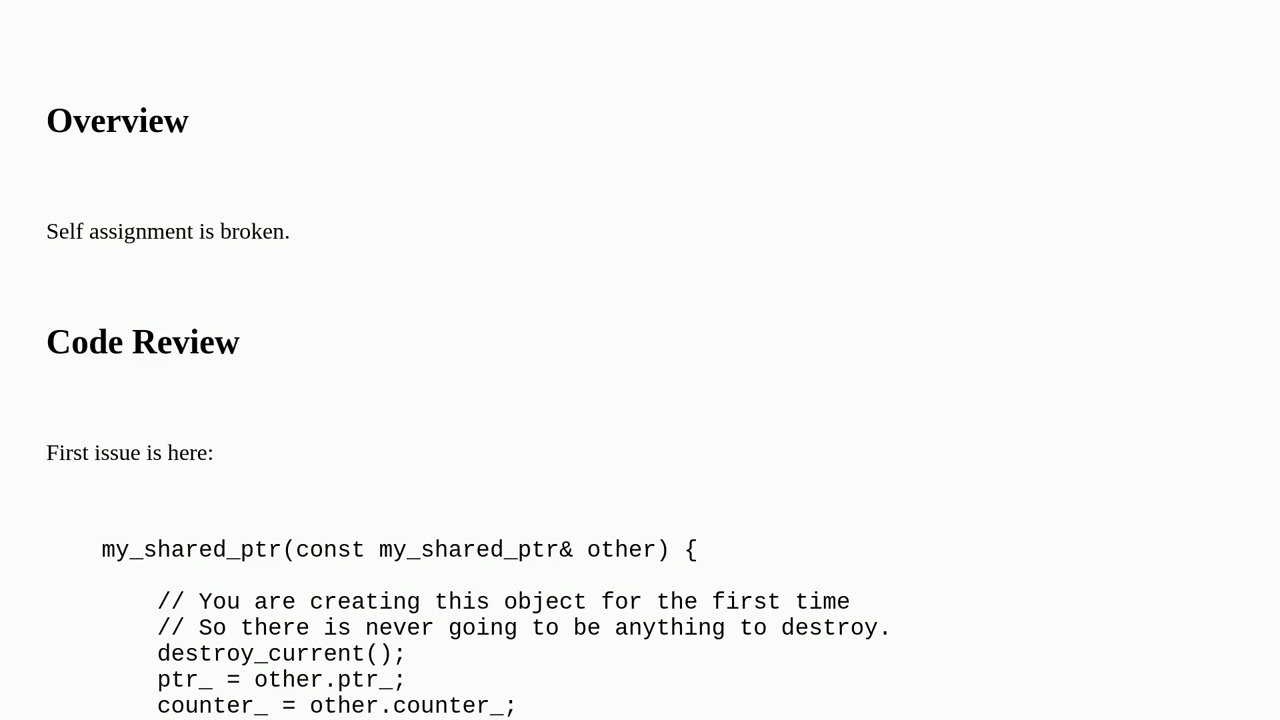 Overview
Self assignment is broken.
Code Review
First issue is here:
my_shared_ptr(const my_shared_ptr& other) {
// You are creating this object for the first time
// So there is never going to be anything to destroy.
destroy_current();
ptr_ = other.ptr_;
counter_ = other.counter_;